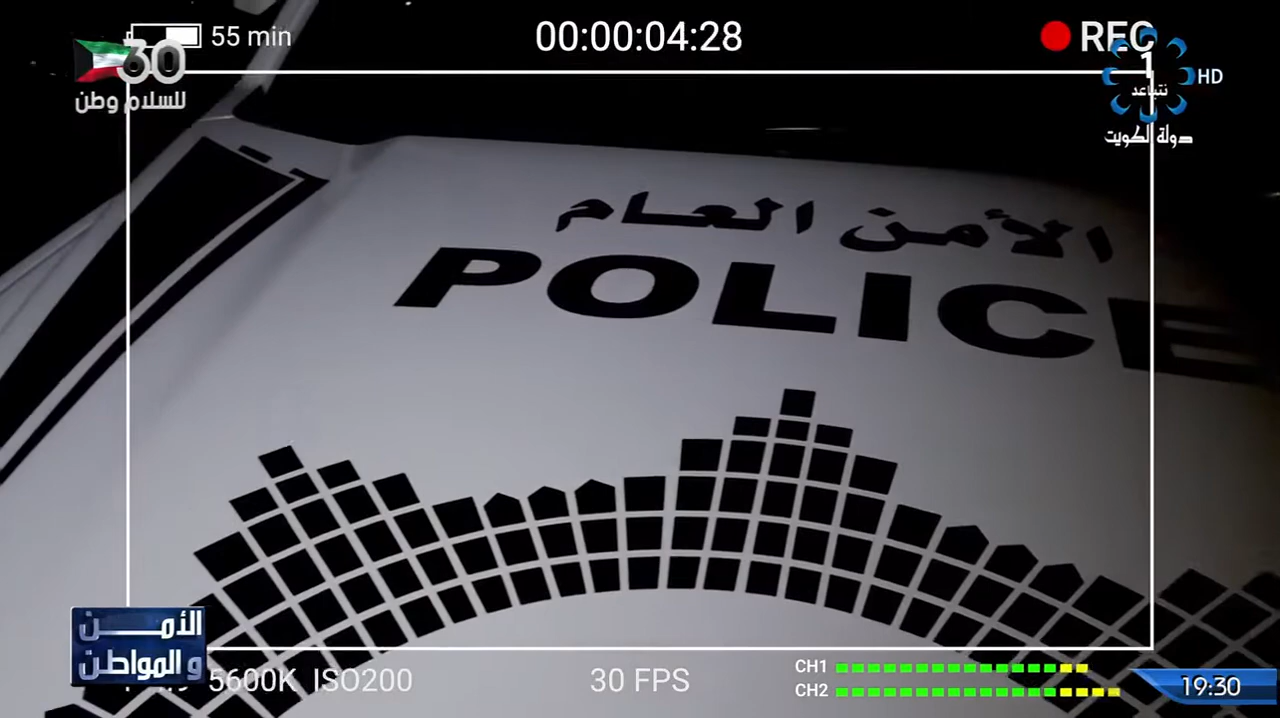 55 min
00:00:04:28
REC
30
للسلام وطن
1
نتباعد
HD
دولة الكويت
الأمن العام
POLICE
الأمن
و المواطن
5600K
ISO200
30 FPS
CH1
CH2
19:30